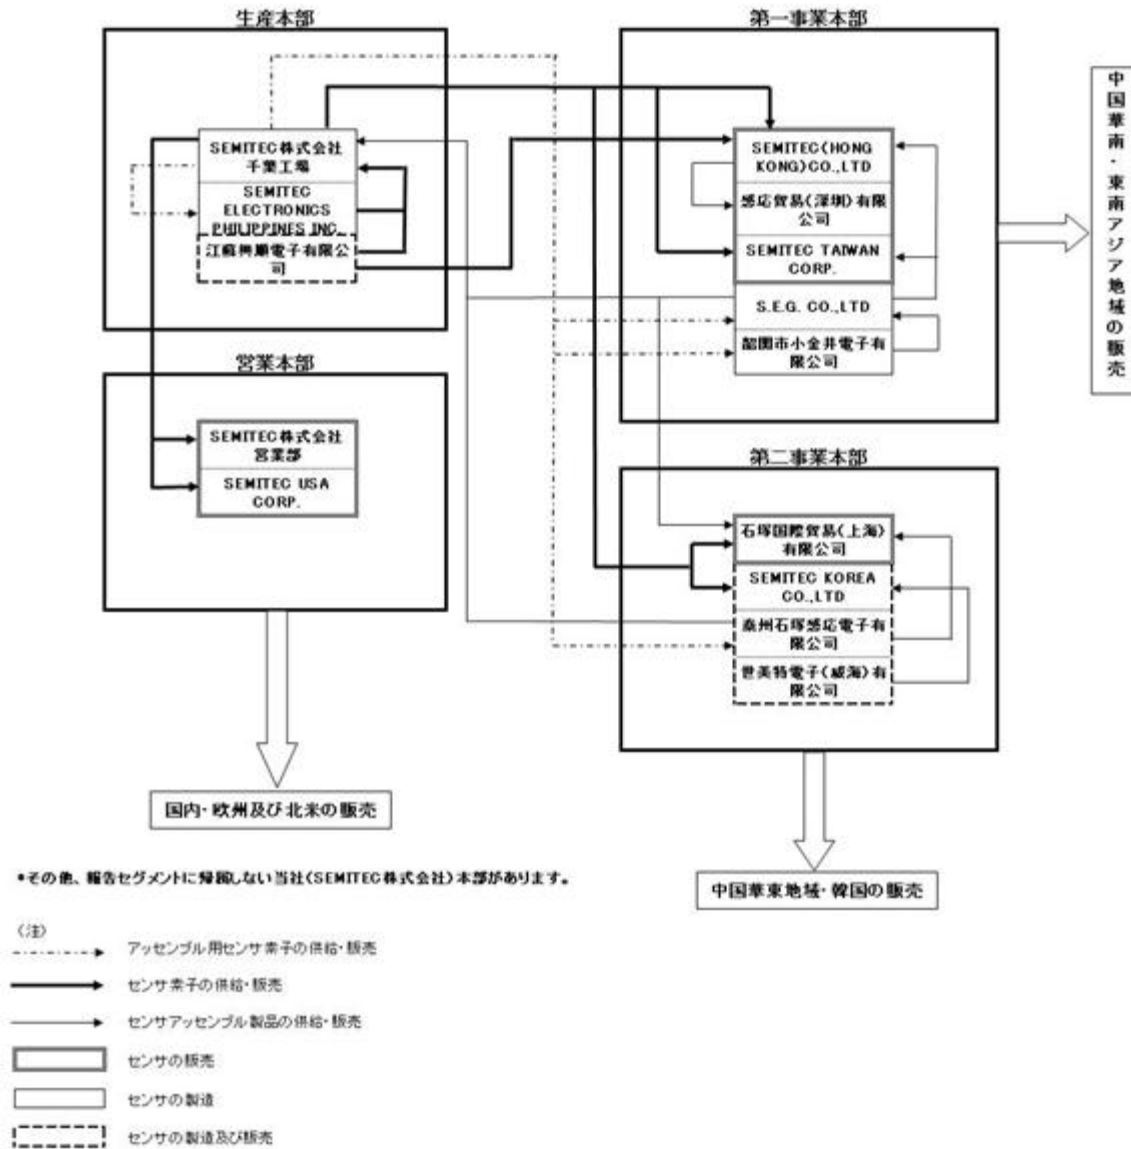 生産本部
SEMITEC株式会社
千葉工場
SEMITEC
ELECTRONICS
PHILIPPINES INC.
江蘇興順電子有限公
司
営業本部
SEMITEC株式会社
営業部
SEMITEC USA
CORP.
国内・欧州及び北米の販売
第一事業本部
SEMITEC(HONG
KONG)CO.,LTD
感応貿易(深圳)有限
公司
SEMITEC TAIWAN
CORP.
S.E.G. CO.,LTD
韶関市小金井電子有
限公司
中国華南・東南アジア地域の販売
第二事業本部
石塚国際貿易(上海)
有限公司
SEMITEC KOREA
CO.,LTD
泰州石塚感応電子有
限公司
世美特電子(威海)有
限公司
中国華東地域・韓国の販売
*その他、報告セグメントに帰属しない当社(SEMITEC株式会社)本部があります。
(注)
アッセンブル用センサ素子の供給・販売
センサ素子の供給・販売
センサアッセンブル製品の供給・販売
センサの販売
センサの製造
センサの製造及び販売